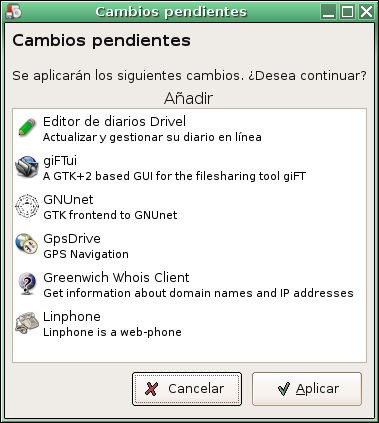 Cambios pendientes
Cambios pendientes
Se aplicarán los siguientes cambios. ¿Desea continuar?
Añadir
Editor de diarios Drivel
Actualizar y gestionar su diario en línea
giFTui
A GTK+2 based GUI for the filesharing tool giFT
GNUnet
GTK frontend to GNUnet
GpsDrive
GPS Navigation
Greenwich Whois Client
Get information about domain names and IP addresses
Linphone
Linphone is a web-phone
Cancelar
Aplicar